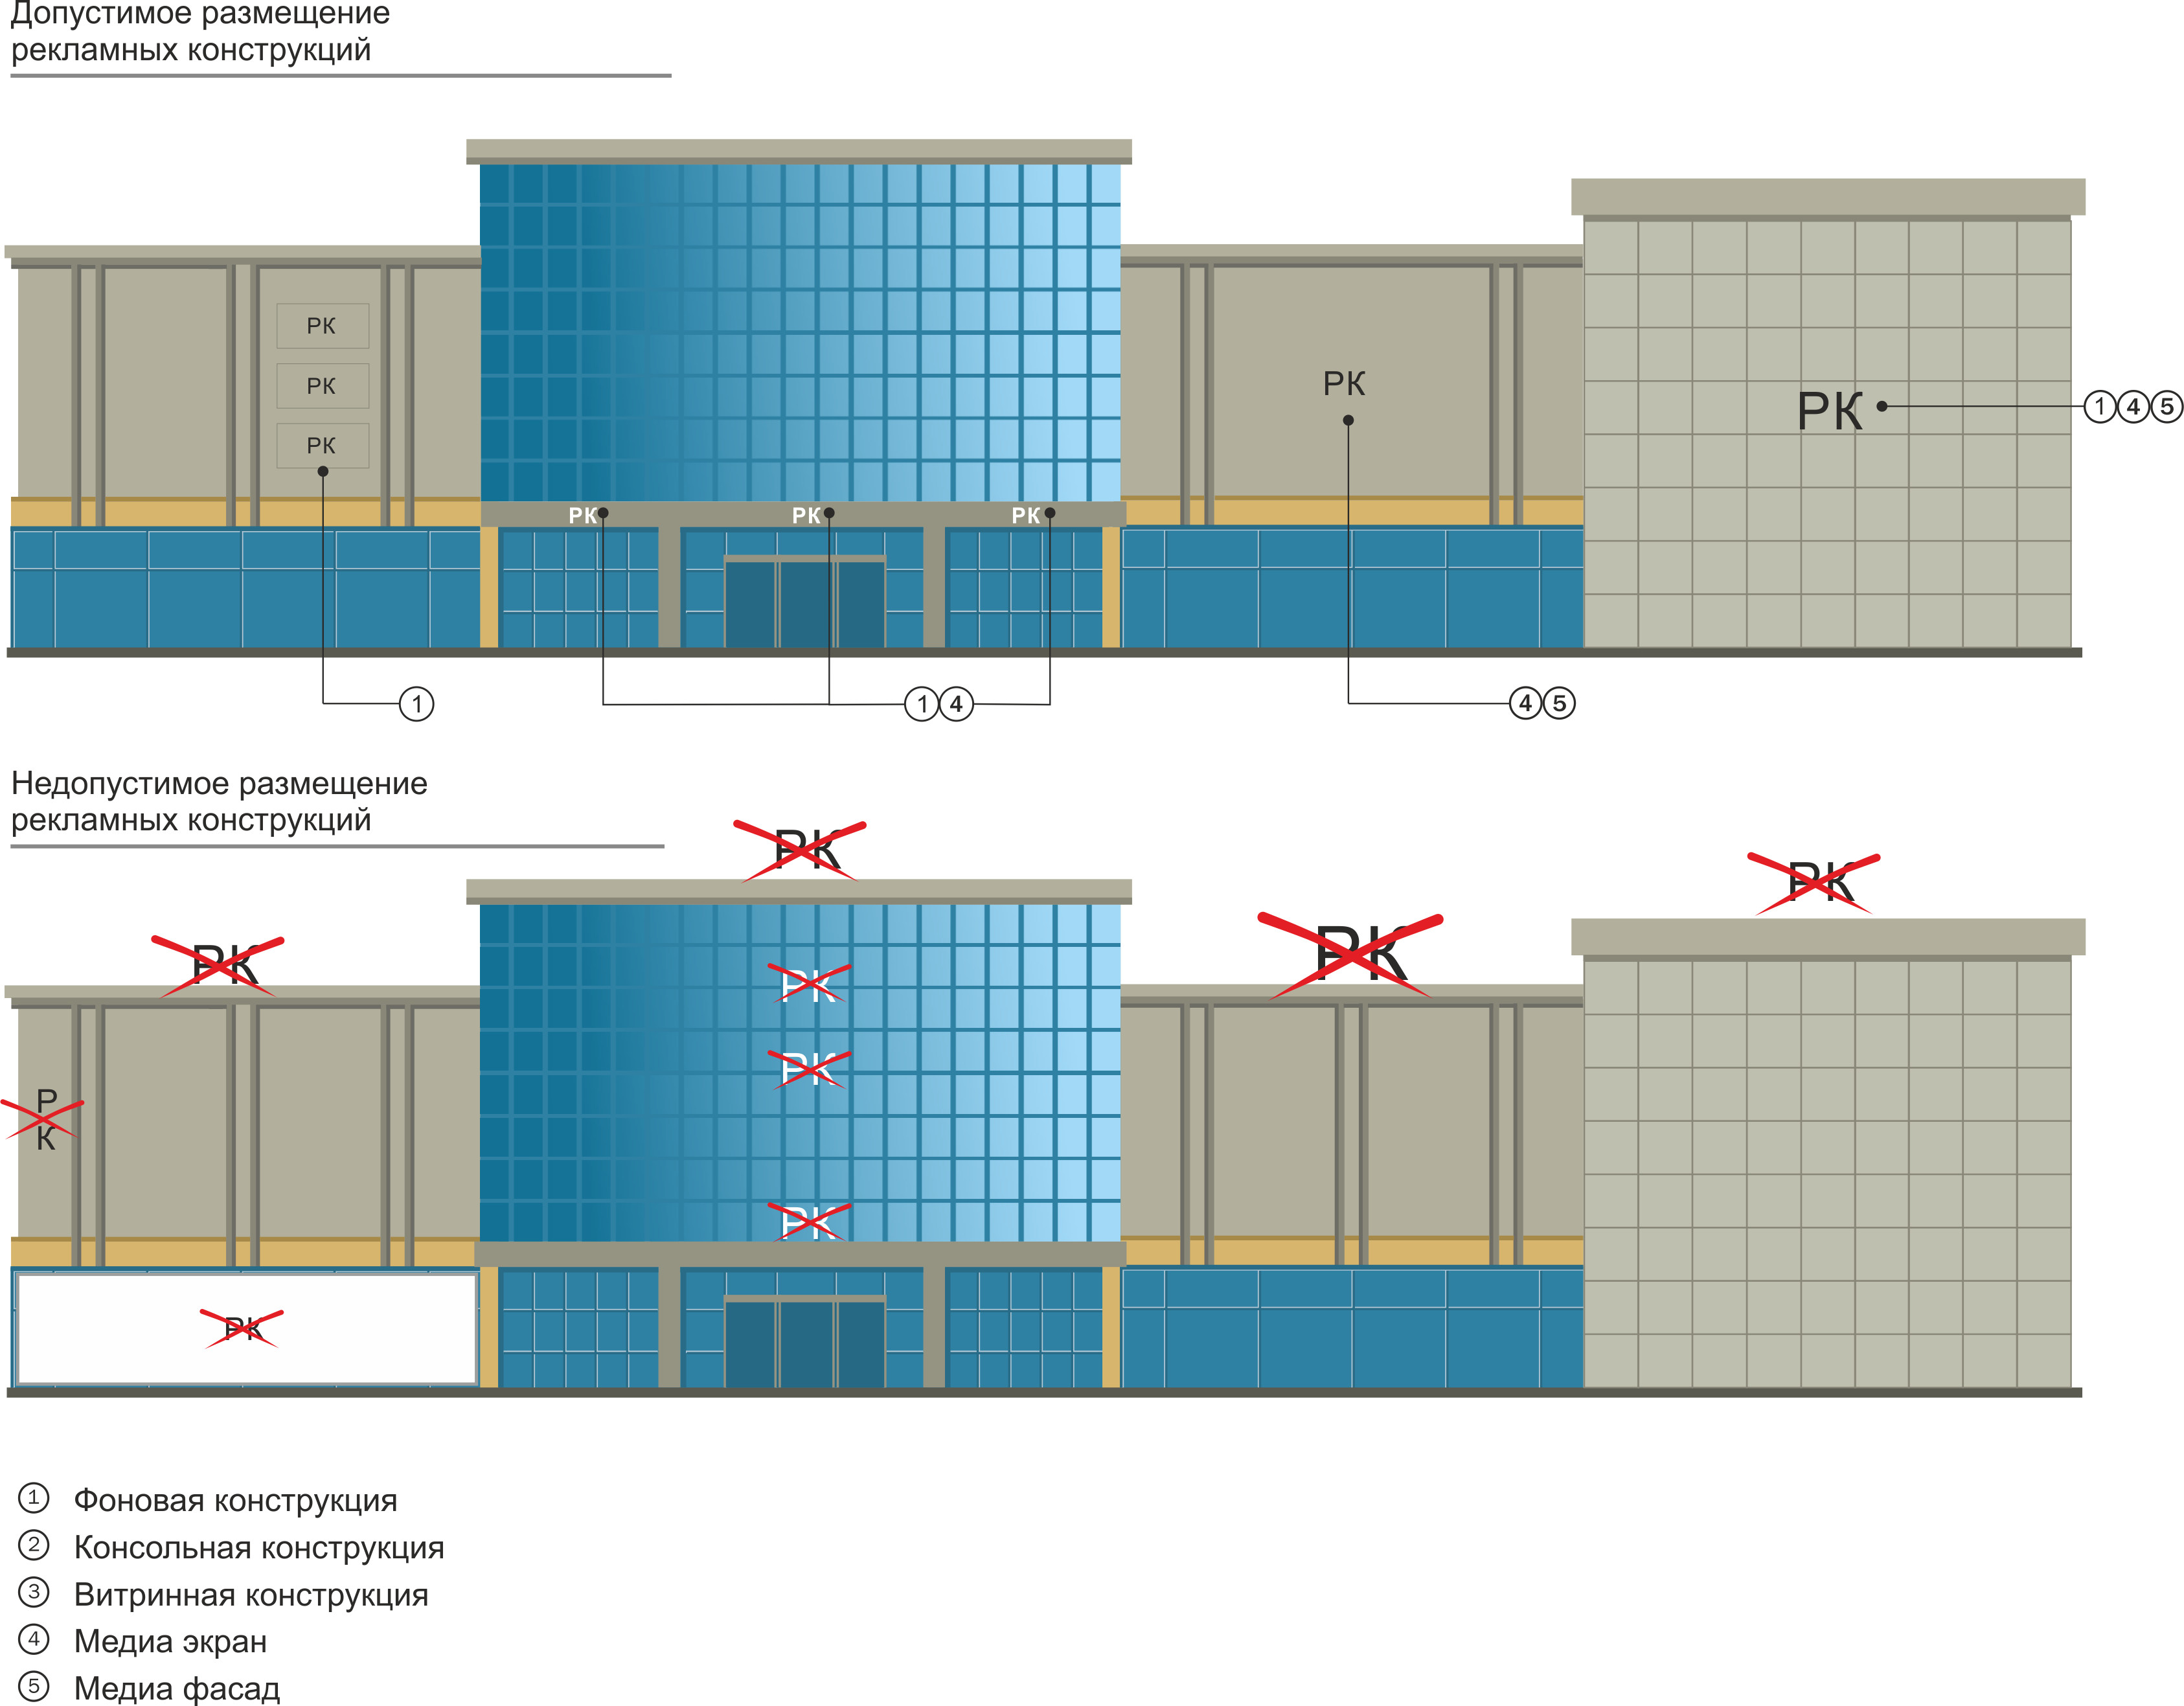 Допустимое размещение
рекламных конструкций
РК
РК
РК
РК
РК
РК
РК
РК
1 4 5
1
1 4
4 5
Недопустимое размещение
рекламных конструкций
РК
РК
РК
РК
РК
РК
Р
К
РК
РК
1 Фоновая конструкция
2 Консольная конструкция
3 Витринная конструкция
4 Медиа экран
5 Медиа фасад